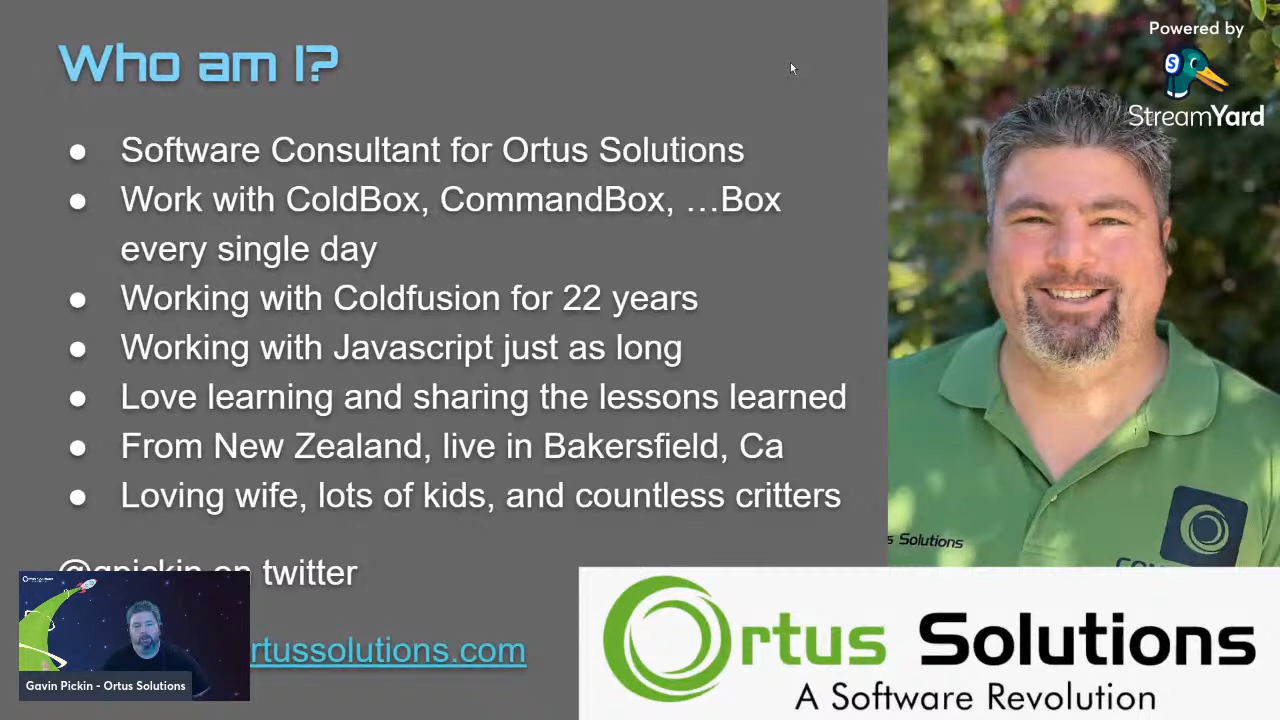 Who am I?
Powered by
StreamYard
● Software Consultant for Ortus Solutions
● Work with ColdBox, CommandBox, …Box
every single day
● Working with Coldfusion for 22 years
● Working with Javascript just as long
● Love learning and sharing the lessons learned
● From New Zealand, live in Bakersfield, Ca
● Loving wife, lots of kids, and countless critters
@gpickin on twitter
rtussolutions.com
Gavin Pickin - Ortus Solutions
s Solutions
Ortus Solutions
A Software Revolution